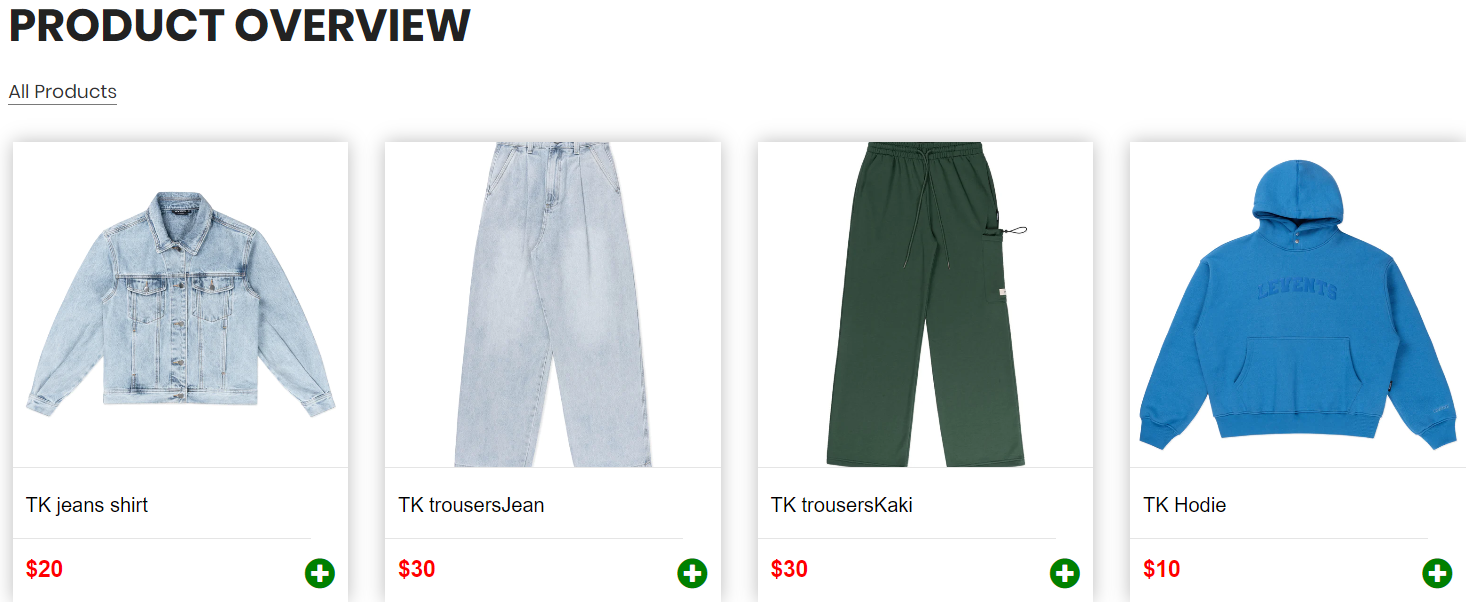 PRODUCT OVERVIEW
All Products
LEVENTS
TK jeans shirt
TK trousersJean
TK trousersKaki
TK Hodie
$20
$30
$30
$10